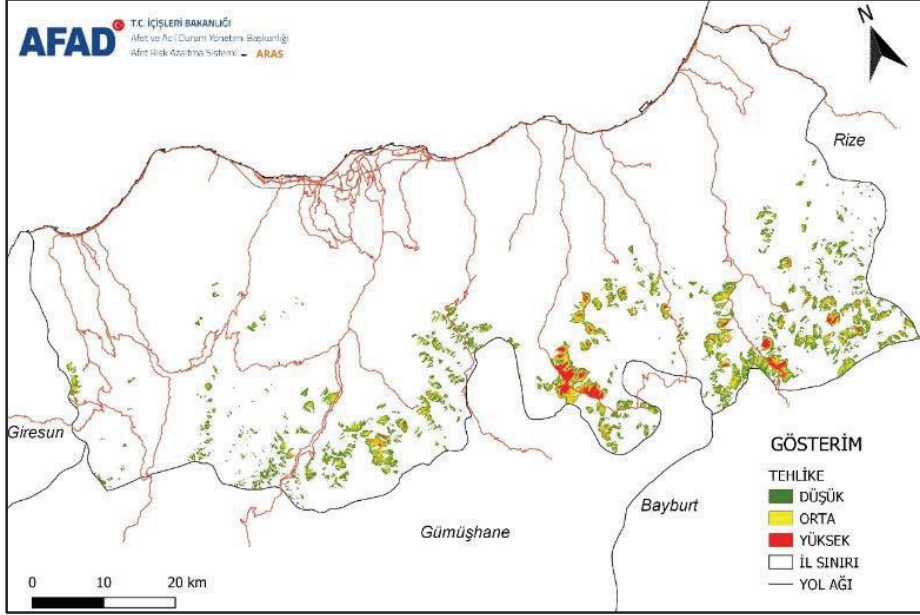 AFAD
T.C. İÇİŞLERİ BAKANLIĞI
Afet ve Acil Durum Yönetimi Başkanlığı
Afet Risk Azaltma Sistemi – ARAS
N
Rize
Giresun
Gümüşhane
Bayburt
GÖSTERİM
TEHLİKE
DÜŞÜK
ORTA
YÜKSEK
İL SINIRI
YOL AĞI
0 10 20 km